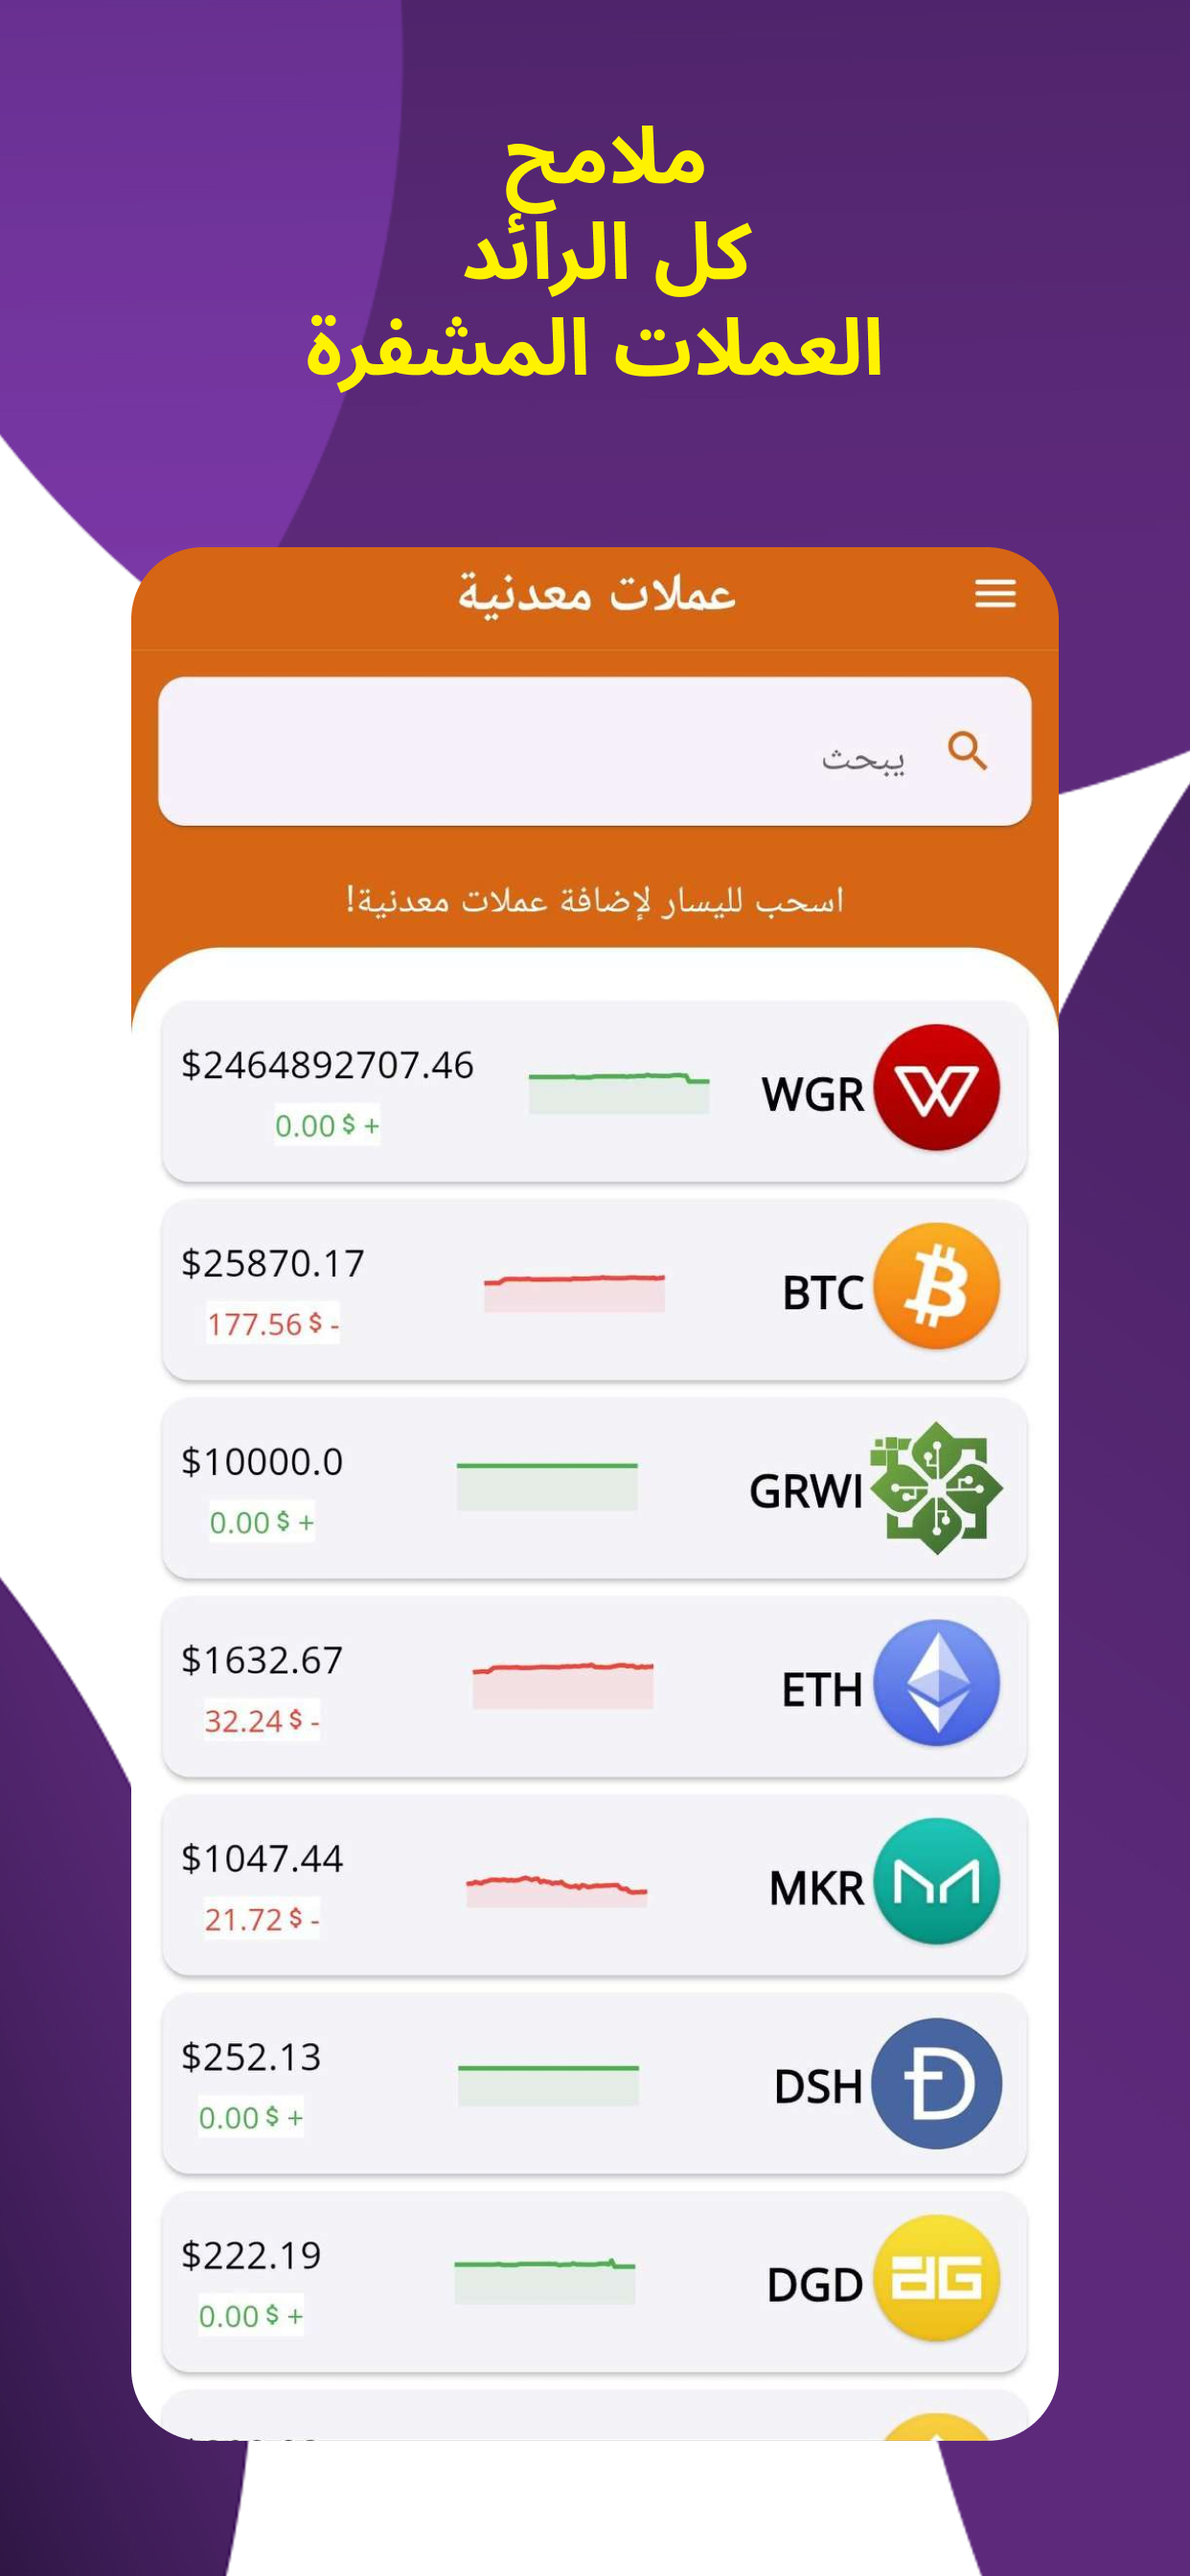 ملامح
كل الرائد
العملات المشفرة
عملات معدنية
يبحث
اسحب لليسار لإضافة عملات معدنية!
WGR $2464892707.46
0.00 $ +
BTC $25870.17
177.56 $ -
GRWI $10000.0
0.00 $ +
ETH $1632.67
32.24 $ -
MKR $1047.44
21.72 $ -
DSH $252.13
0.00 $ +
DGD $222.19
0.00 $ +